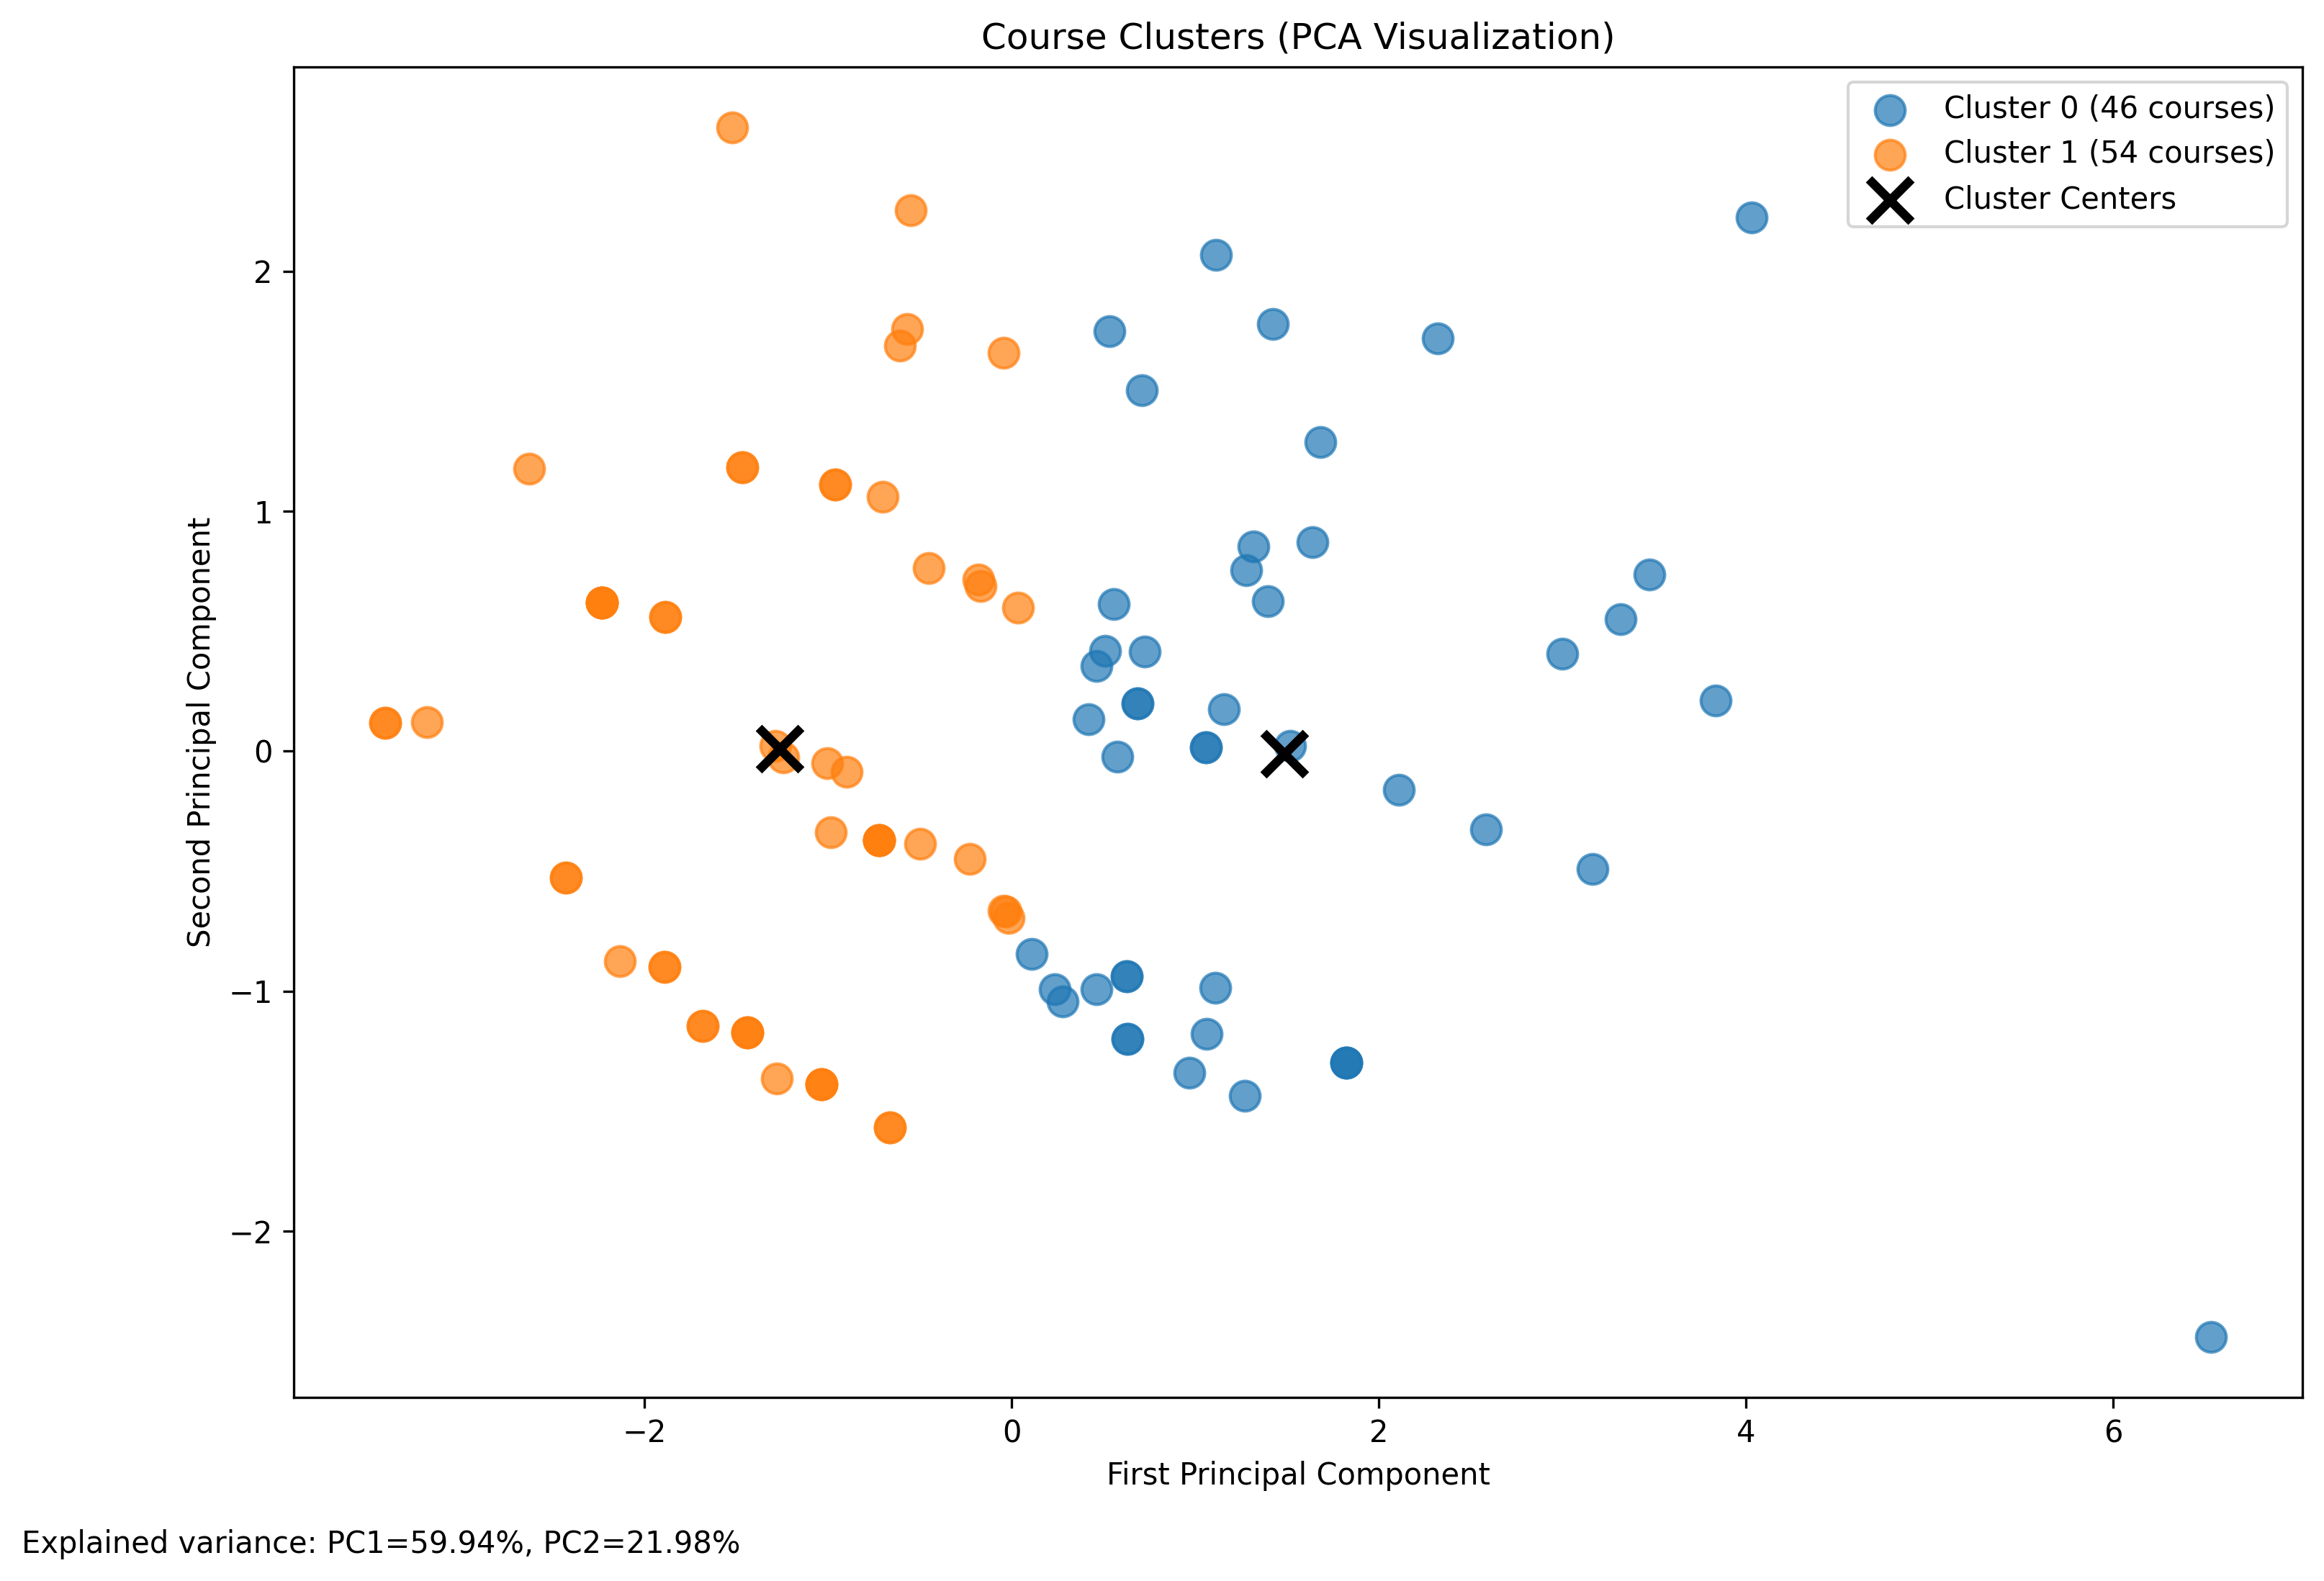 Course Clusters (PCA Visualization)
Cluster 0 (46 courses)
Cluster 1 (54 courses)
Cluster Centers
2
1
0
−1
−2
Second Principal Component
−2
0
2
4
6
First Principal Component
Explained variance: PC1=59.94%, PC2=21.98%